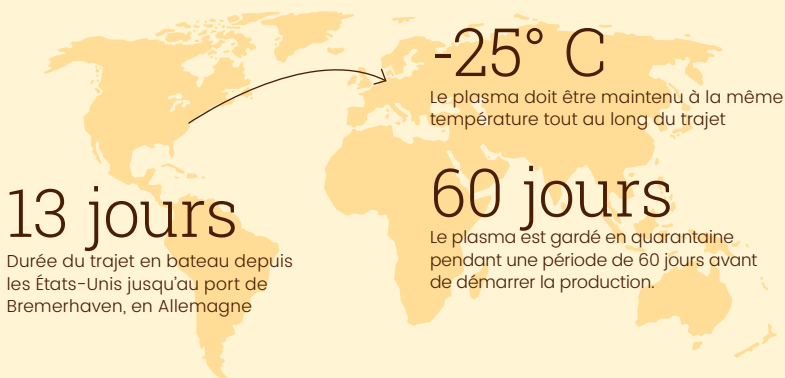 -25° C
Le plasma doit être maintenu à la même
température tout au long du trajet
13 jours
Durée du trajet en bateau depuis
les États-Unis jusqu'au port de
Bremerhaven, en Allemagne
60 jours
Le plasma est gardé en quarantaine
pendant une période de 60 jours avant
de démarrer la production.